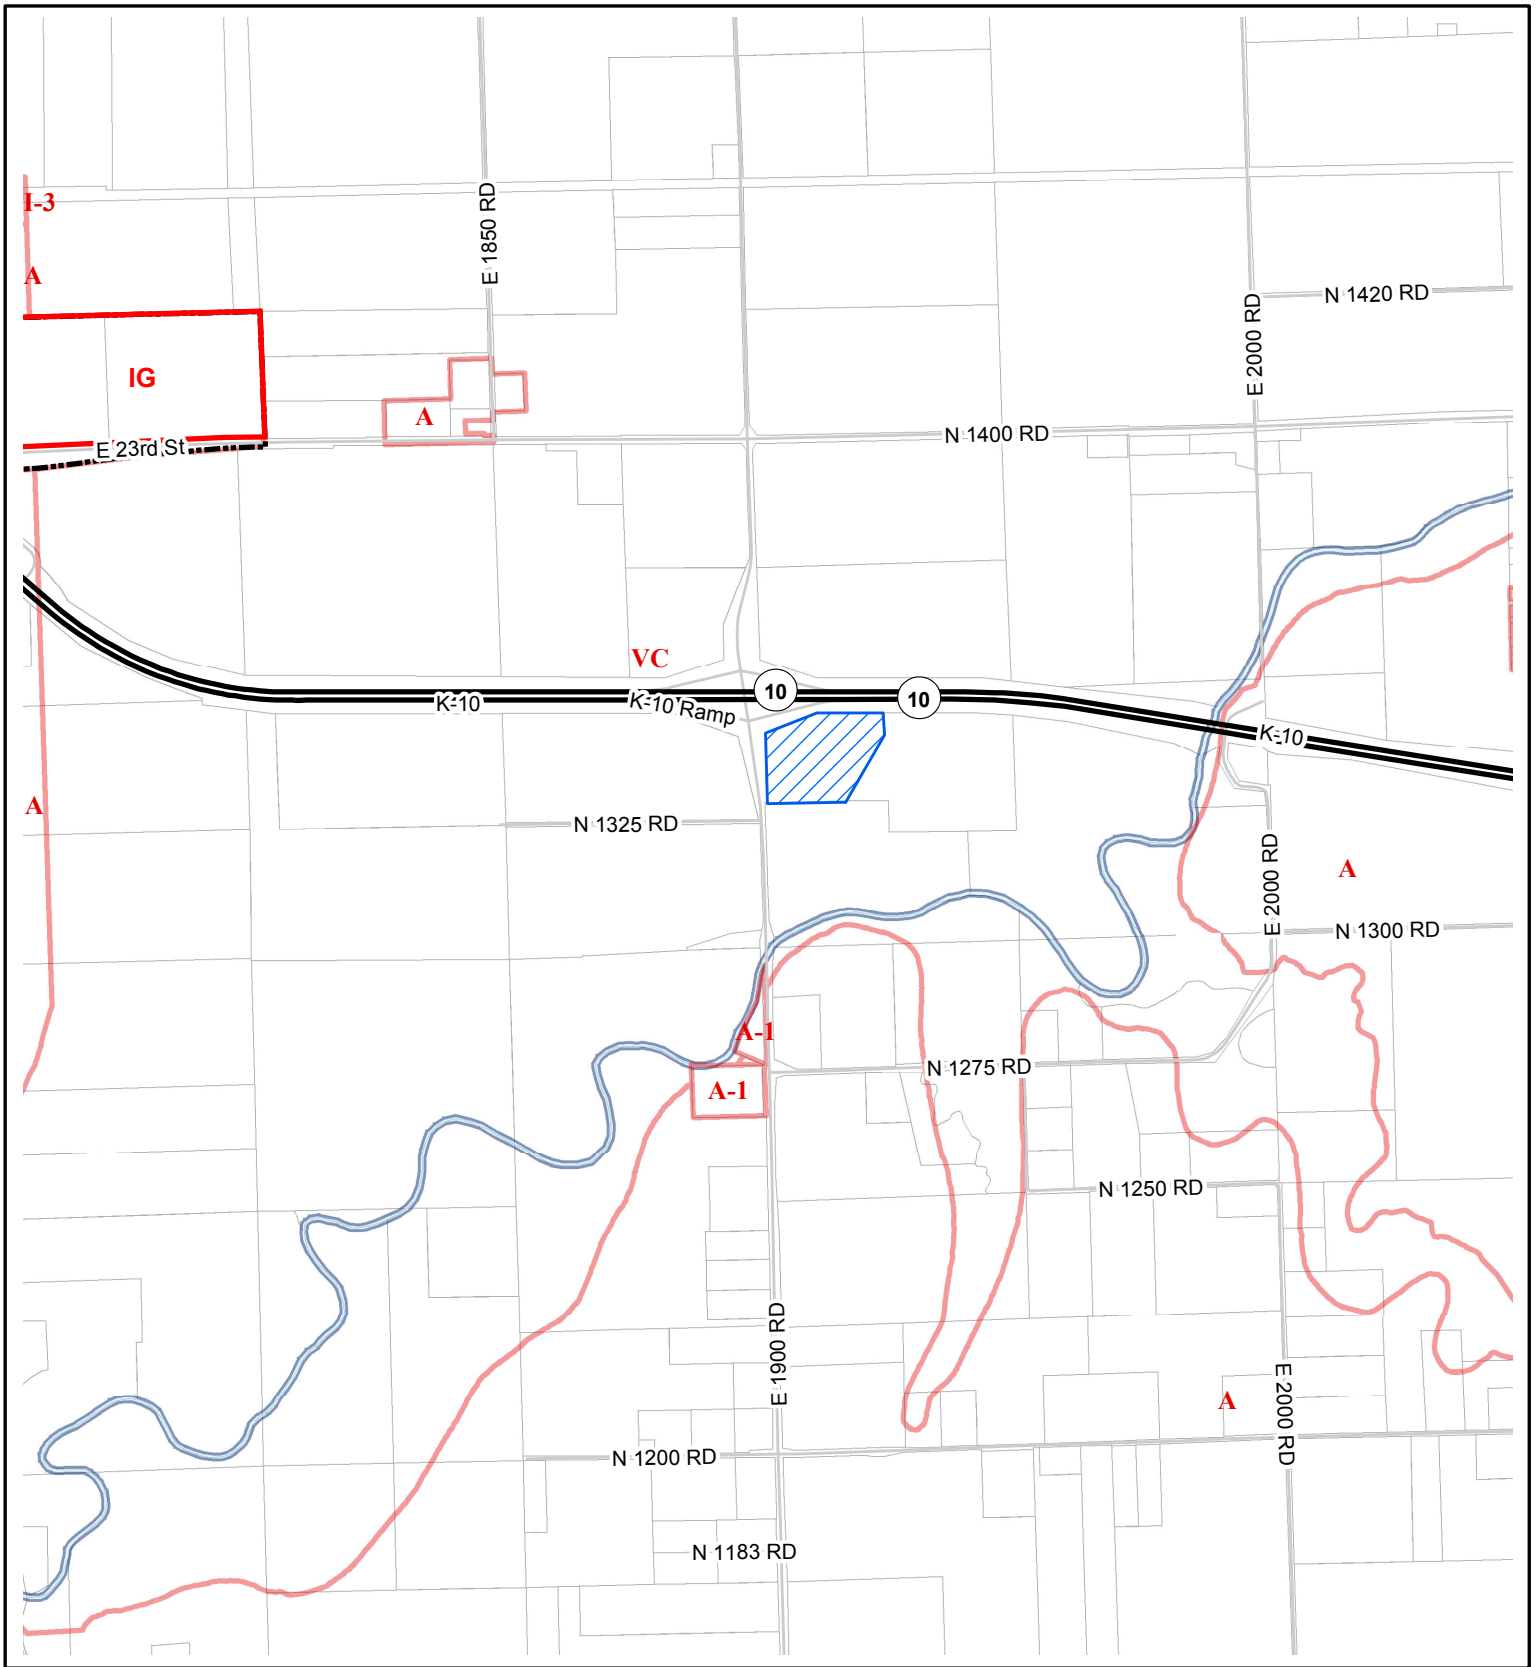 I-3
E 1850 RD
A
N 1420 RD
E 2000 RD
IG
A
N 1400 RD
E 23rd St
VC
10
10
K-10
K-10 Ramp
K-10
A
N 1325 RD
E 2000 RD
A
N 1300 RD
A-1
N 1275 RD
A-1
N 1250 RD
E 1900 RD
E 2000 RD
A
N 1200 RD
N 1183 RD